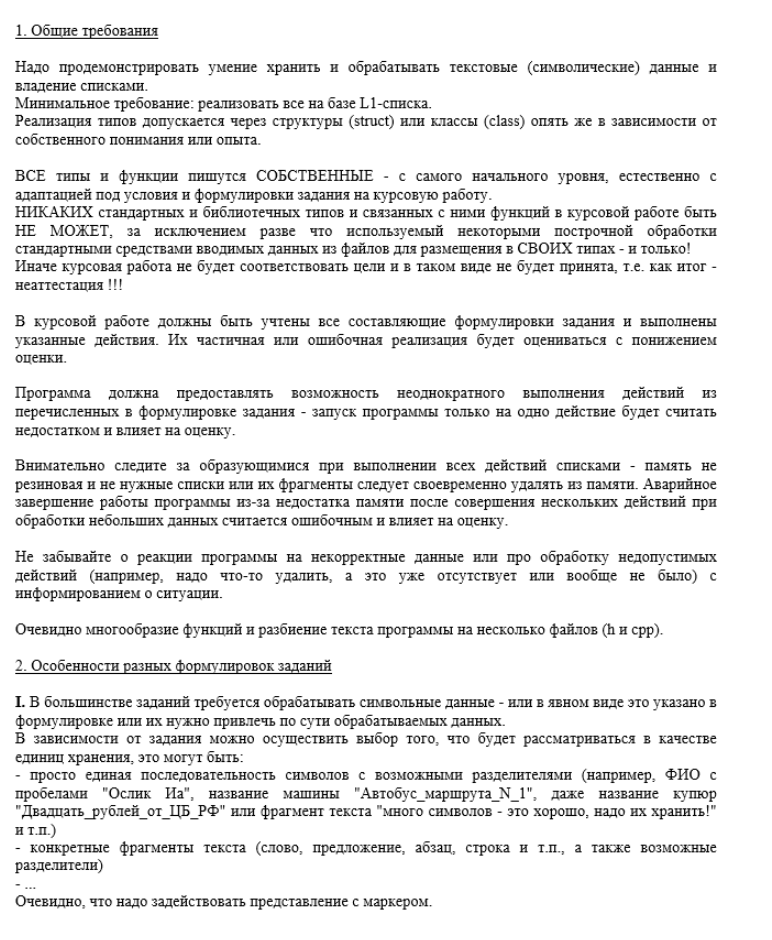 1. Общие требования
Надо продемонстрировать умение хранить и обрабатывать текстовые (символические) данные и
владение списками.
Минимальное требование: реализовать все на базе L1-списка.
Реализация типов допускается через структуры (struct) или классы (class) опять же в зависимости от
собственного понимания или опыта.
ВСЕ типы и функции пишутся СОБСТВЕННЫЕ - с самого начального уровня, естественно с
адаптацией под условия и формулировки задания на курсовую работу.
НИКАКИХ стандартных и библиотечных типов и связанных с ними функций в курсовой работе быть
НЕ МОЖЕТ, за исключением разве что используемый некоторыми построчной обработки
стандартными средствами вводимых данных из файлов для размещения в СВОИХ типах - и только!
Иначе курсовая работа не будет соответствовать цели и в таком виде не будет принята, т.е. как итог -
неаттестация !!!
В курсовой работе должны быть учтены все составляющие формулировки задания и выполнены
указанные действия. Их частичная или ошибочная реализация будет оцениваться с понижением
оценки.
Программа должна предоставлять возможность неоднократного выполнения действий из
перечисленных в формулировке задания - запуск программы только на одно действие будет считать
недостатком и влияет на оценку.
Внимательно следите за образующимися при выполнении всех действий списками - память не
резиновая и не нужные списки или их фрагменты следует своевременно удалять из памяти. Аварийное
завершение работы программы из-за недостатка памяти после совершения нескольких действий при
обработки небольших данных считается ошибочным и влияет на оценку.
Не забывайте о реакции программы на некорректные данные или про обработку недопустимых
действий (например, надо что-то удалить, а это уже отсутствует или вообще не было) с
информированием о ситуации.
Очевидно многообразие функций и разбиение текста программы на несколько файлов (h и cpp).
2. Особенности разных формулировок заданий
I. В большинстве заданий требуется обрабатывать символьные данные - или в явном виде это указано в
формулировке или их нужно привлечь по сути обрабатываемых данных.
В зависимости от задания можно осуществить выбор того, что будет рассматриваться в качестве
единиц хранения, это могут быть:
- просто единая последовательность символов с возможными разделителями (например, ФИО с
пробелами "Ослик Иа", название машины "Автобус_маршрута_N_1", даже название купюр
"Двадцать_рублей_от_ЦБ_РФ" или фрагмент текста "много символов - это хорошо, надо их хранить!"
и т.п.)
- конкретные фрагменты текста (слово, предложение, абзац, строка и т.п., а также возможные
разделители)
- ...
Очевидно, что надо задействовать представление с маркером.